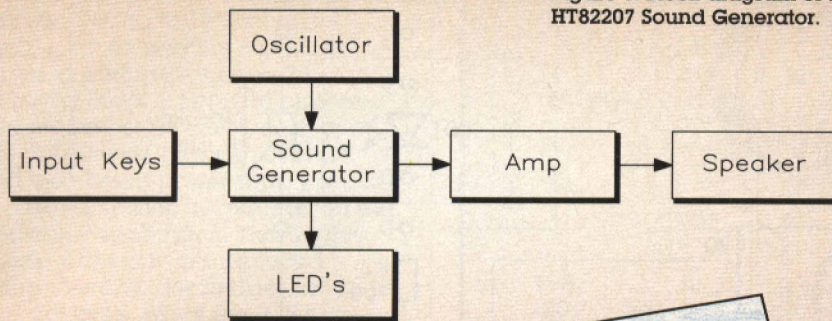 HT82207 Sound Generator.
Oscillator
Input Keys
Sound
Generator
Amp
Speaker
LED's